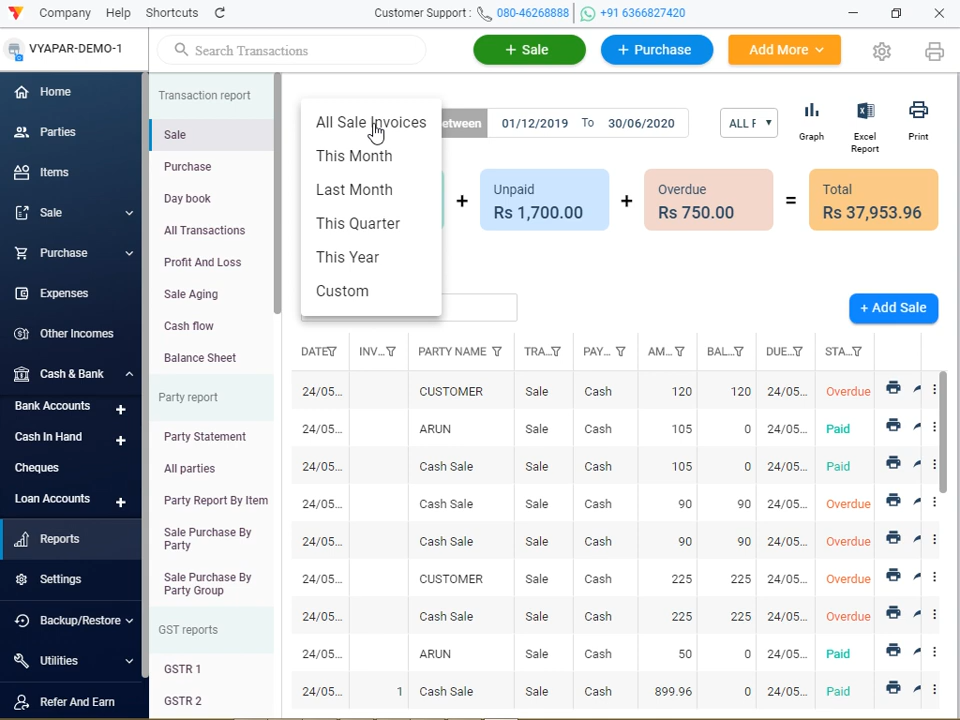 Company Help Shortcuts Customer Support : 080-46268888 +91 6366827420
VYAPAR-DEMO-1 Search Transactions + Sale + Purchase Add More
Home
Parties
Items
Sale
Purchase
Expenses
Other Incomes
Cash & Bank
Bank Accounts +
Cash In Hand +
Cheques
Loan Accounts +
Reports
Settings
Backup/Restore
Utilities
Refer And Earn
Transaction report
Sale
Purchase
Day book
All Transactions
Profit And Loss
Sale Aging
Cash flow
Balance Sheet
Party report
Party Statement
All parties
Party Report By Item
Sale Purchase By
Party
Sale Purchase By
Party Group
GST reports
GSTR 1
GSTR 2
All Sale Invoices
This Month
Last Month
This Quarter
This Year
Custom
etween 01/12/2019 To 30/06/2020 ALL F
Graph
Excel
Report
Print
+ Unpaid + Overdue = Total
Rs 1,700.00 Rs 750.00 Rs 37,953.96
+ Add Sale
DATE INV... PARTY NAME TRA... PAY... AM... BAL... DUE... STA...
24/05... CUSTOMER Sale Cash 120 120 24/05... Overdue
24/05... ARUN Sale Cash 105 0 24/05... Paid
24/05... Cash Sale Sale Cash 105 0 24/05... Paid
24/05... Cash Sale Sale Cash 90 90 24/05... Overdue
24/05... Cash Sale Sale Cash 90 90 24/05... Overdue
24/05... CUSTOMER Sale Cash 225 225 24/05... Overdue
24/05... Cash Sale Sale Cash 225 225 24/05... Overdue
24/05... ARUN Sale Cash 50 0 24/05... Paid
24/05... 1 Cash Sale Sale Cash 899.96 0 24/05... Paid